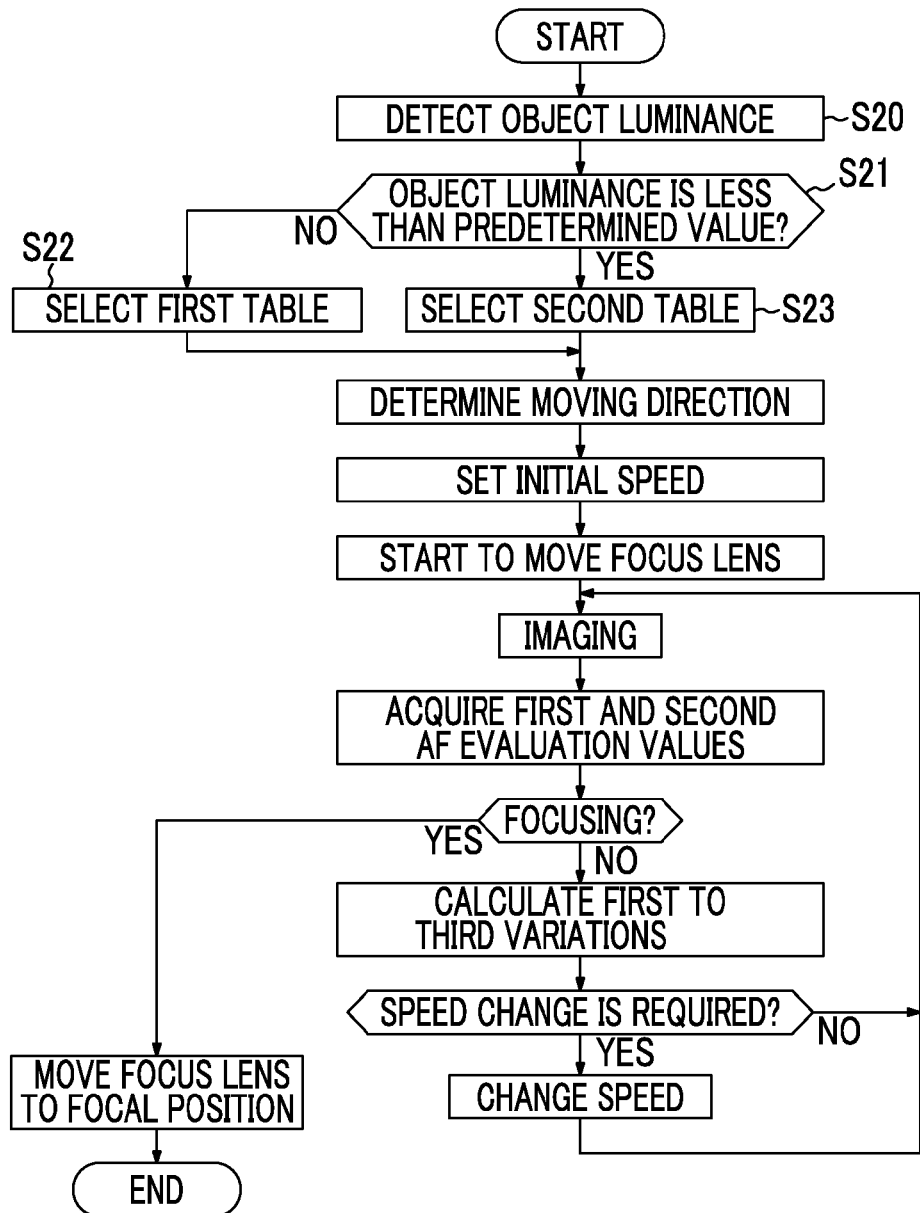 START
DETECT OBJECT LUMINANCE
S20
OBJECT LUMINANCE IS LESS
THAN PREDETERMINED VALUE?
S21
NO
YES
S22
SELECT FIRST TABLE
SELECT SECOND TABLE
S23
DETERMINE MOVING DIRECTION
SET INITIAL SPEED
START TO MOVE FOCUS LENS
IMAGING
ACQUIRE FIRST AND SECOND
AF EVALUATION VALUES
FOCUSING?
YES
NO
CALCULATE FIRST TO
THIRD VARIATIONS
SPEED CHANGE IS REQUIRED?
NO
YES
CHANGE SPEED
MOVE FOCUS LENS
TO FOCAL POSITION
END